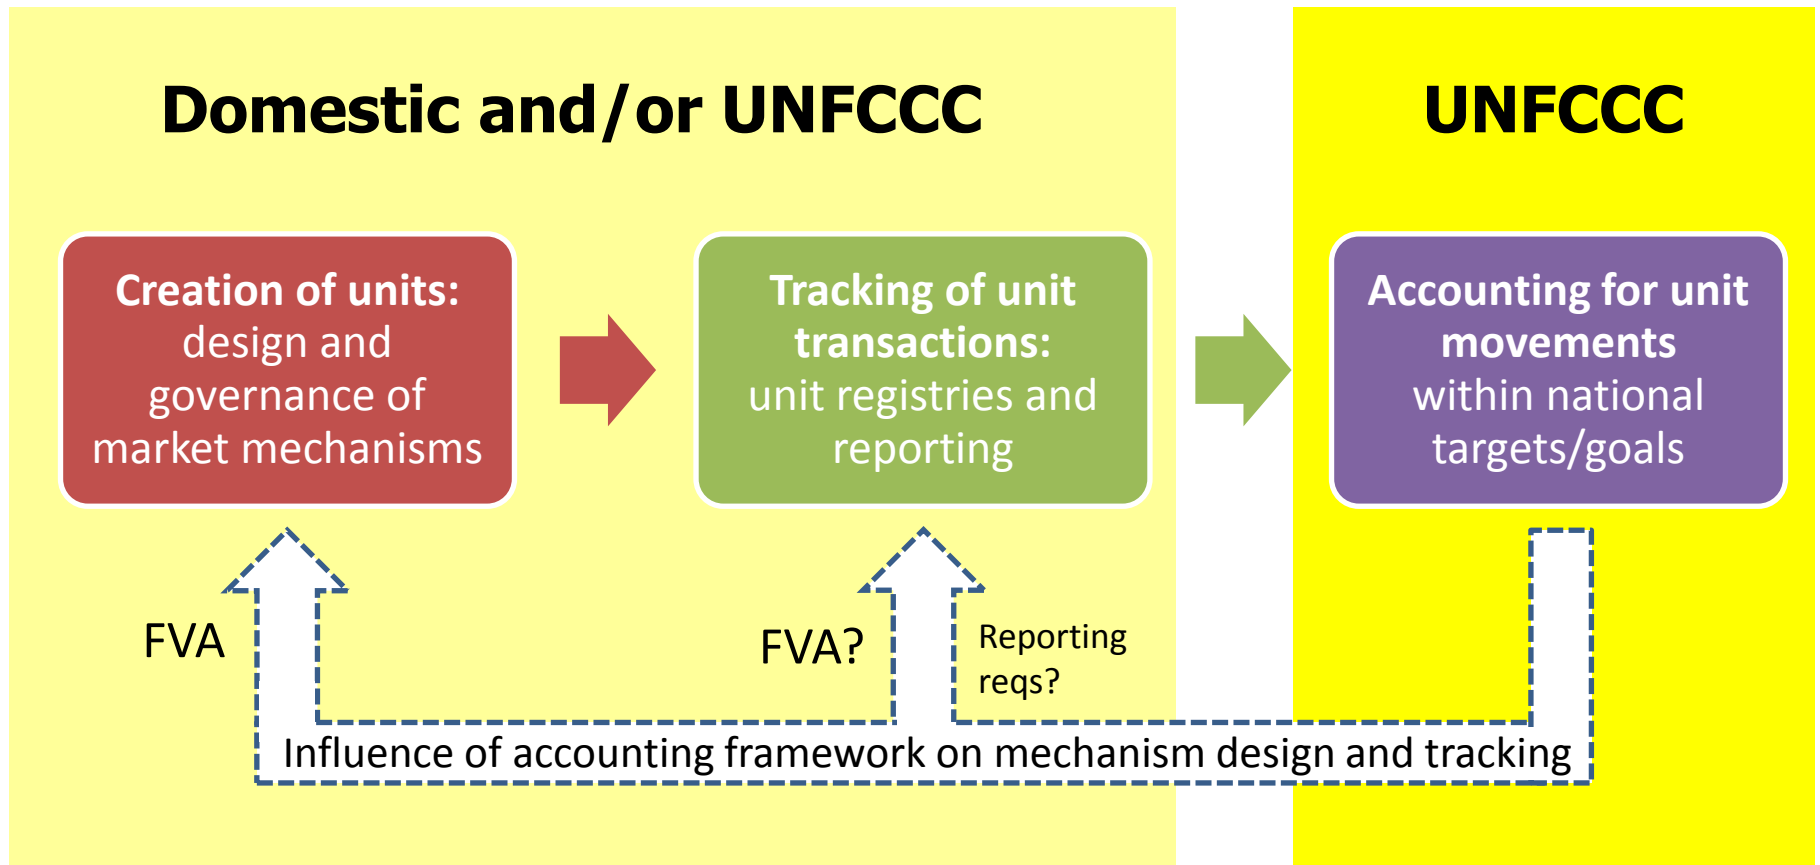 Domestic and/or UNFCCC
UNFCCC
Creation of units:
design and
governance of
market mechanisms
Tracking of unit
transactions:
unit registries and
reporting
Accounting for unit
movements
within national
targets/goals
FVA
FVA?
Reporting
reqs?
Influence of accounting framework on mechanism design and tracking